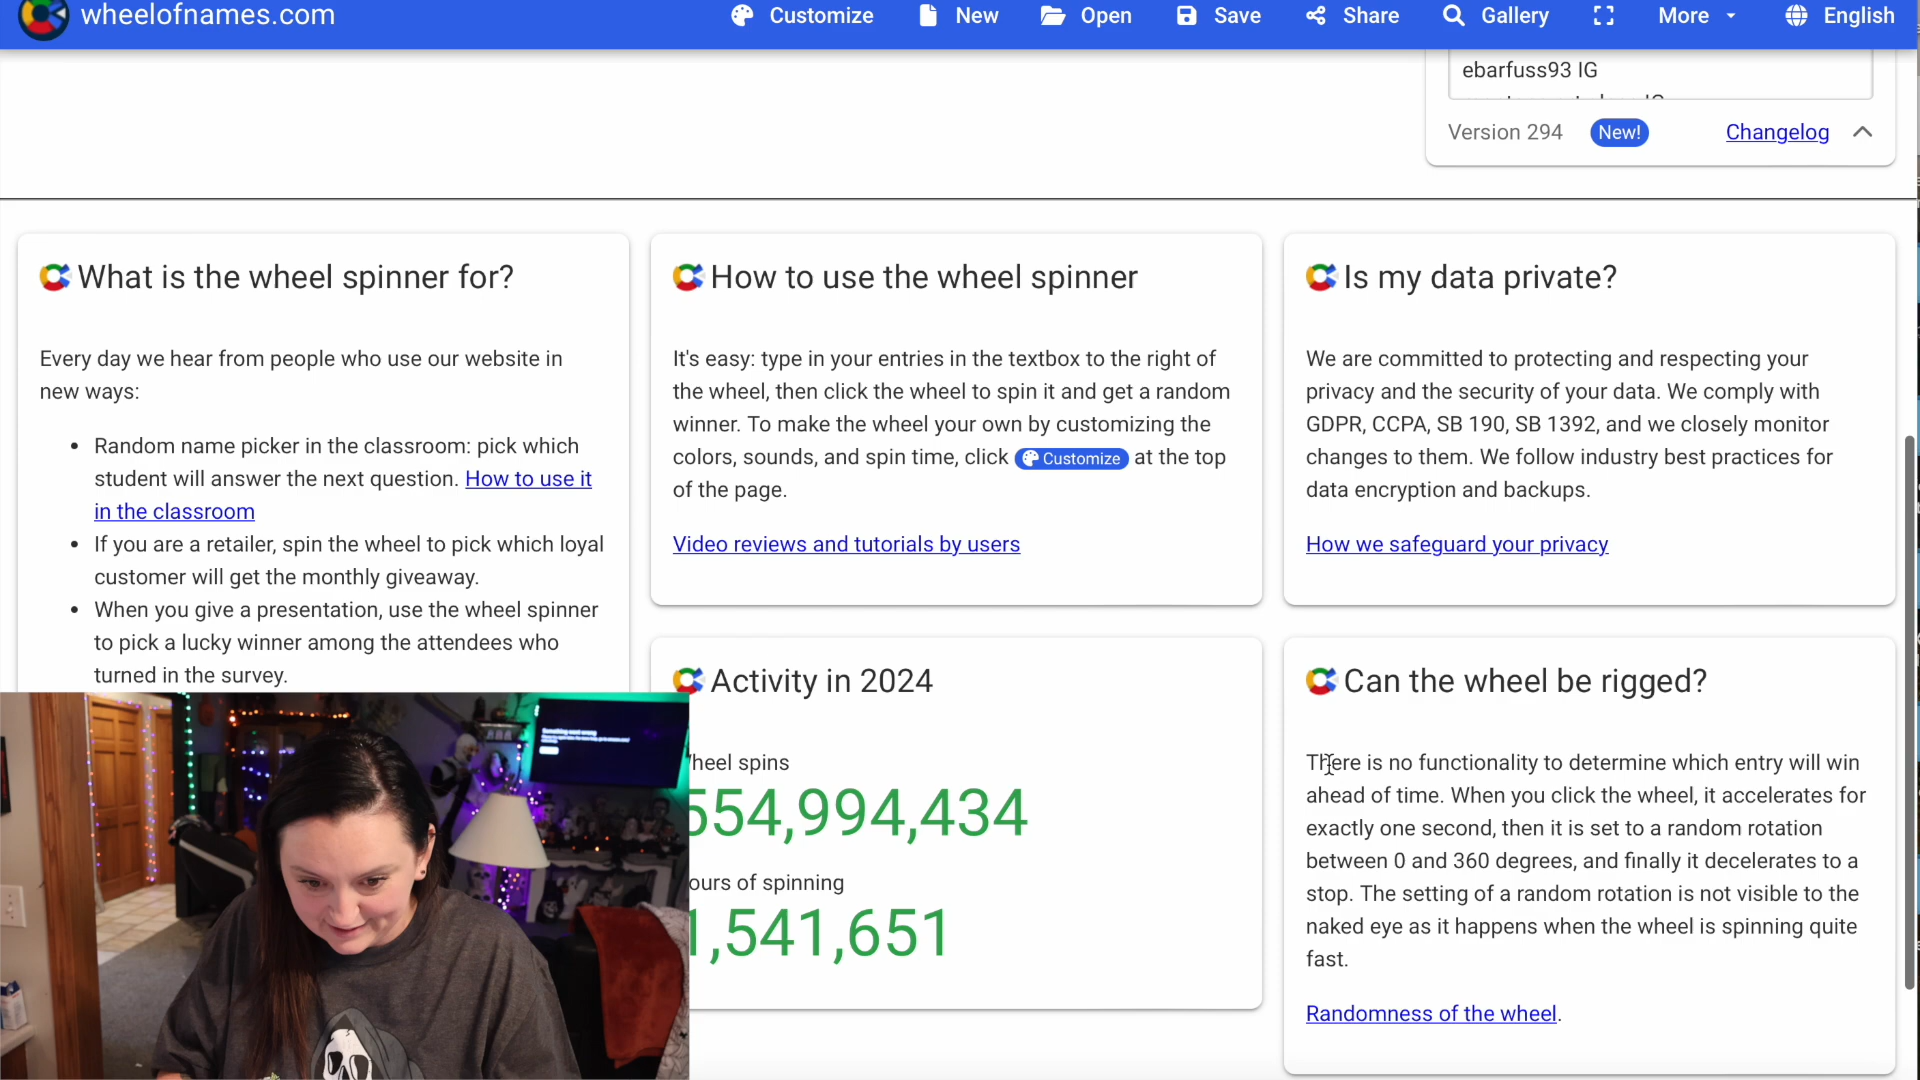 wheelofnames.com
Customize
New
Open
Save
Share
Gallery
More
English
ebarfuss93 IG
Version 294
New!
Changelog
What is the wheel spinner for?
Every day we hear from people who use our website in
new ways:
• Random name picker in the classroom: pick which
student will answer the next question. How to use it
in the classroom
• If you are a retailer, spin the wheel to pick which loyal
customer will get the monthly giveaway.
• When you give a presentation, use the wheel spinner
to pick a lucky winner among the attendees who
turned in the survey.
How to use the wheel spinner
It's easy: type in your entries in the textbox to the right of
the wheel, then click the wheel to spin it and get a random
winner. To make the wheel your own by customizing the
colors, sounds, and spin time, click Customize at the top
of the page.
Video reviews and tutorials by users
Is my data private?
We are committed to protecting and respecting your
privacy and the security of your data. We comply with
GDPR, CCPA, SB 190, SB 1392, and we closely monitor
changes to them. We follow industry best practices for
data encryption and backups.
How we safeguard your privacy
Activity in 2024
heel spins
554,994,434
ours of spinning
1,541,651
Can the wheel be rigged?
There is no functionality to determine which entry will win
ahead of time. When you click the wheel, it accelerates for
exactly one second, then it is set to a random rotation
between 0 and 360 degrees, and finally it decelerates to a
stop. The setting of a random rotation is not visible to the
naked eye as it happens when the wheel is spinning quite
fast.
Randomness of the wheel.
Something went wrong